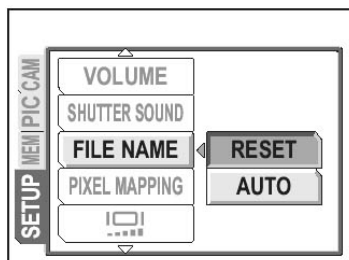 CAM
PIC
MEM
SETUP
VOLUME
SHUTTER SOUND
FILE NAME
RESET
PIXEL MAPPING
AUTO